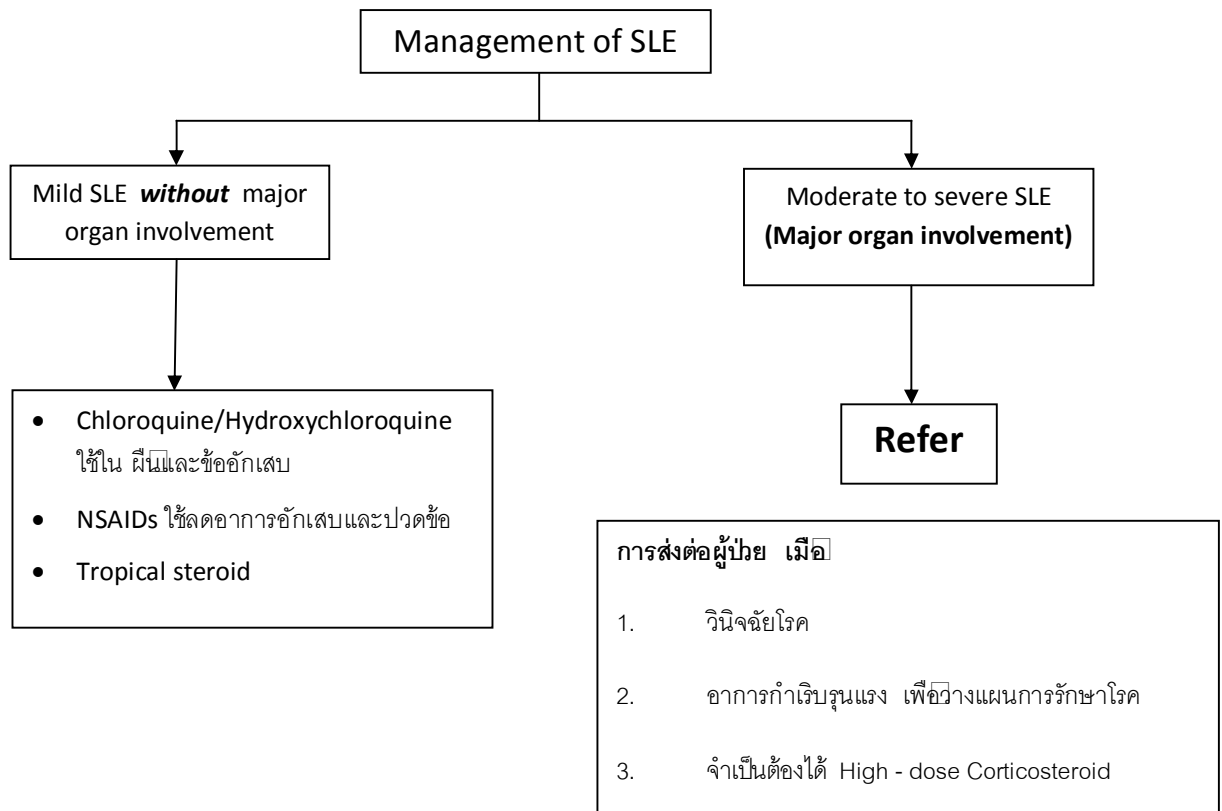 Management of SLE
Mild SLE without major
organ involvement
Moderate to severe SLE
(Major organ involvement)
• Chloroquine/Hydroxychloroquine
ใช้ใน ผื่นและข้ออักเสบ
• NSAIDs ใช้ลดอาการอักเสบและปวดข้อ
• Tropical steroid
Refer
การส่งต่อผู้ป่วย เมื่อ
1. วินิจฉัยโรค
2. อาการกำเริบรุนแรง เพื่อวางแผนการรักษาโรค
3. จำเป็นต้องได้ High - dose Corticosteroid